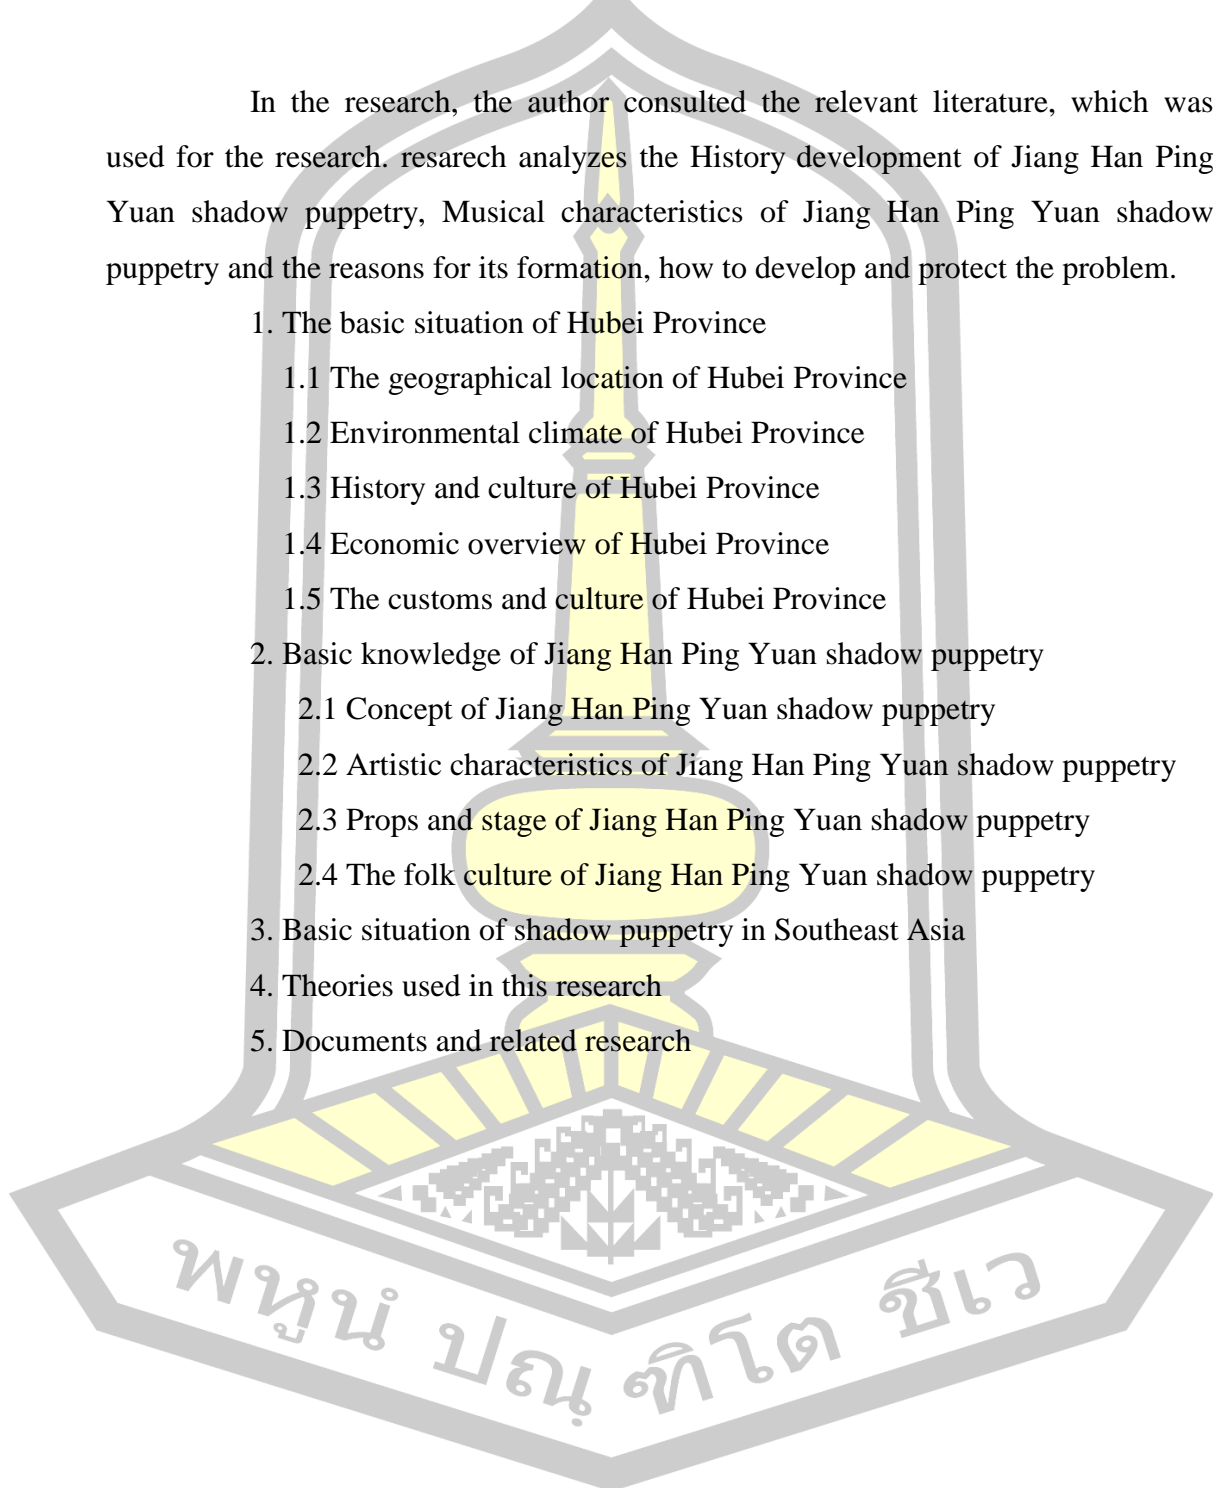 In the research, the author consulted the relevant literature, which was
used for the research. resarech analyzes the History development of Jiang Han Ping
Yuan shadow puppetry, Musical characteristics of Jiang Han Ping Yuan shadow
puppetry and the reasons for its formation, how to develop and protect the problem.
1. The basic situation of Hubei Province
1.1 The geographical location of Hubei Province
1.2 Environmental climate of Hubei Province
1.3 History and culture of Hubei Province
1.4 Economic overview of Hubei Province
1.5 The customs and culture of Hubei Province
2. Basic knowledge of Jiang Han Ping Yuan shadow puppetry
2.1 Concept of Jiang Han Ping Yuan shadow puppetry
2.2 Artistic characteristics of Jiang Han Ping Yuan shadow puppetry
2.3 Props and stage of Jiang Han Ping Yuan shadow puppetry
2.4 The folk culture of Jiang Han Ping Yuan shadow puppetry
3. Basic situation of shadow puppetry in Southeast Asia
4. Theories used in this research
5. Documents and related research
พหูนํ ปณฺฑิโต ชีเว